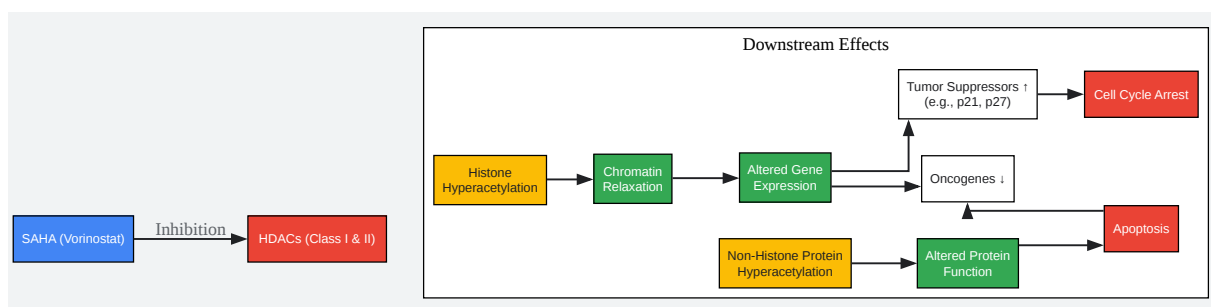 Downstream Effects
Tumor Suppressors ↑
(e.g., p21, p27)
Cell Cycle Arrest
Histone
Hyperacetylation
Chromatin
Relaxation
Altered Gene
Expression
Oncogenes ↓
SAHA (Vorinostat)
Inhibition
HDACs (Class I & II)
Apoptosis
Non-Histone Protein
Hyperacetylation
Altered Protein
Function